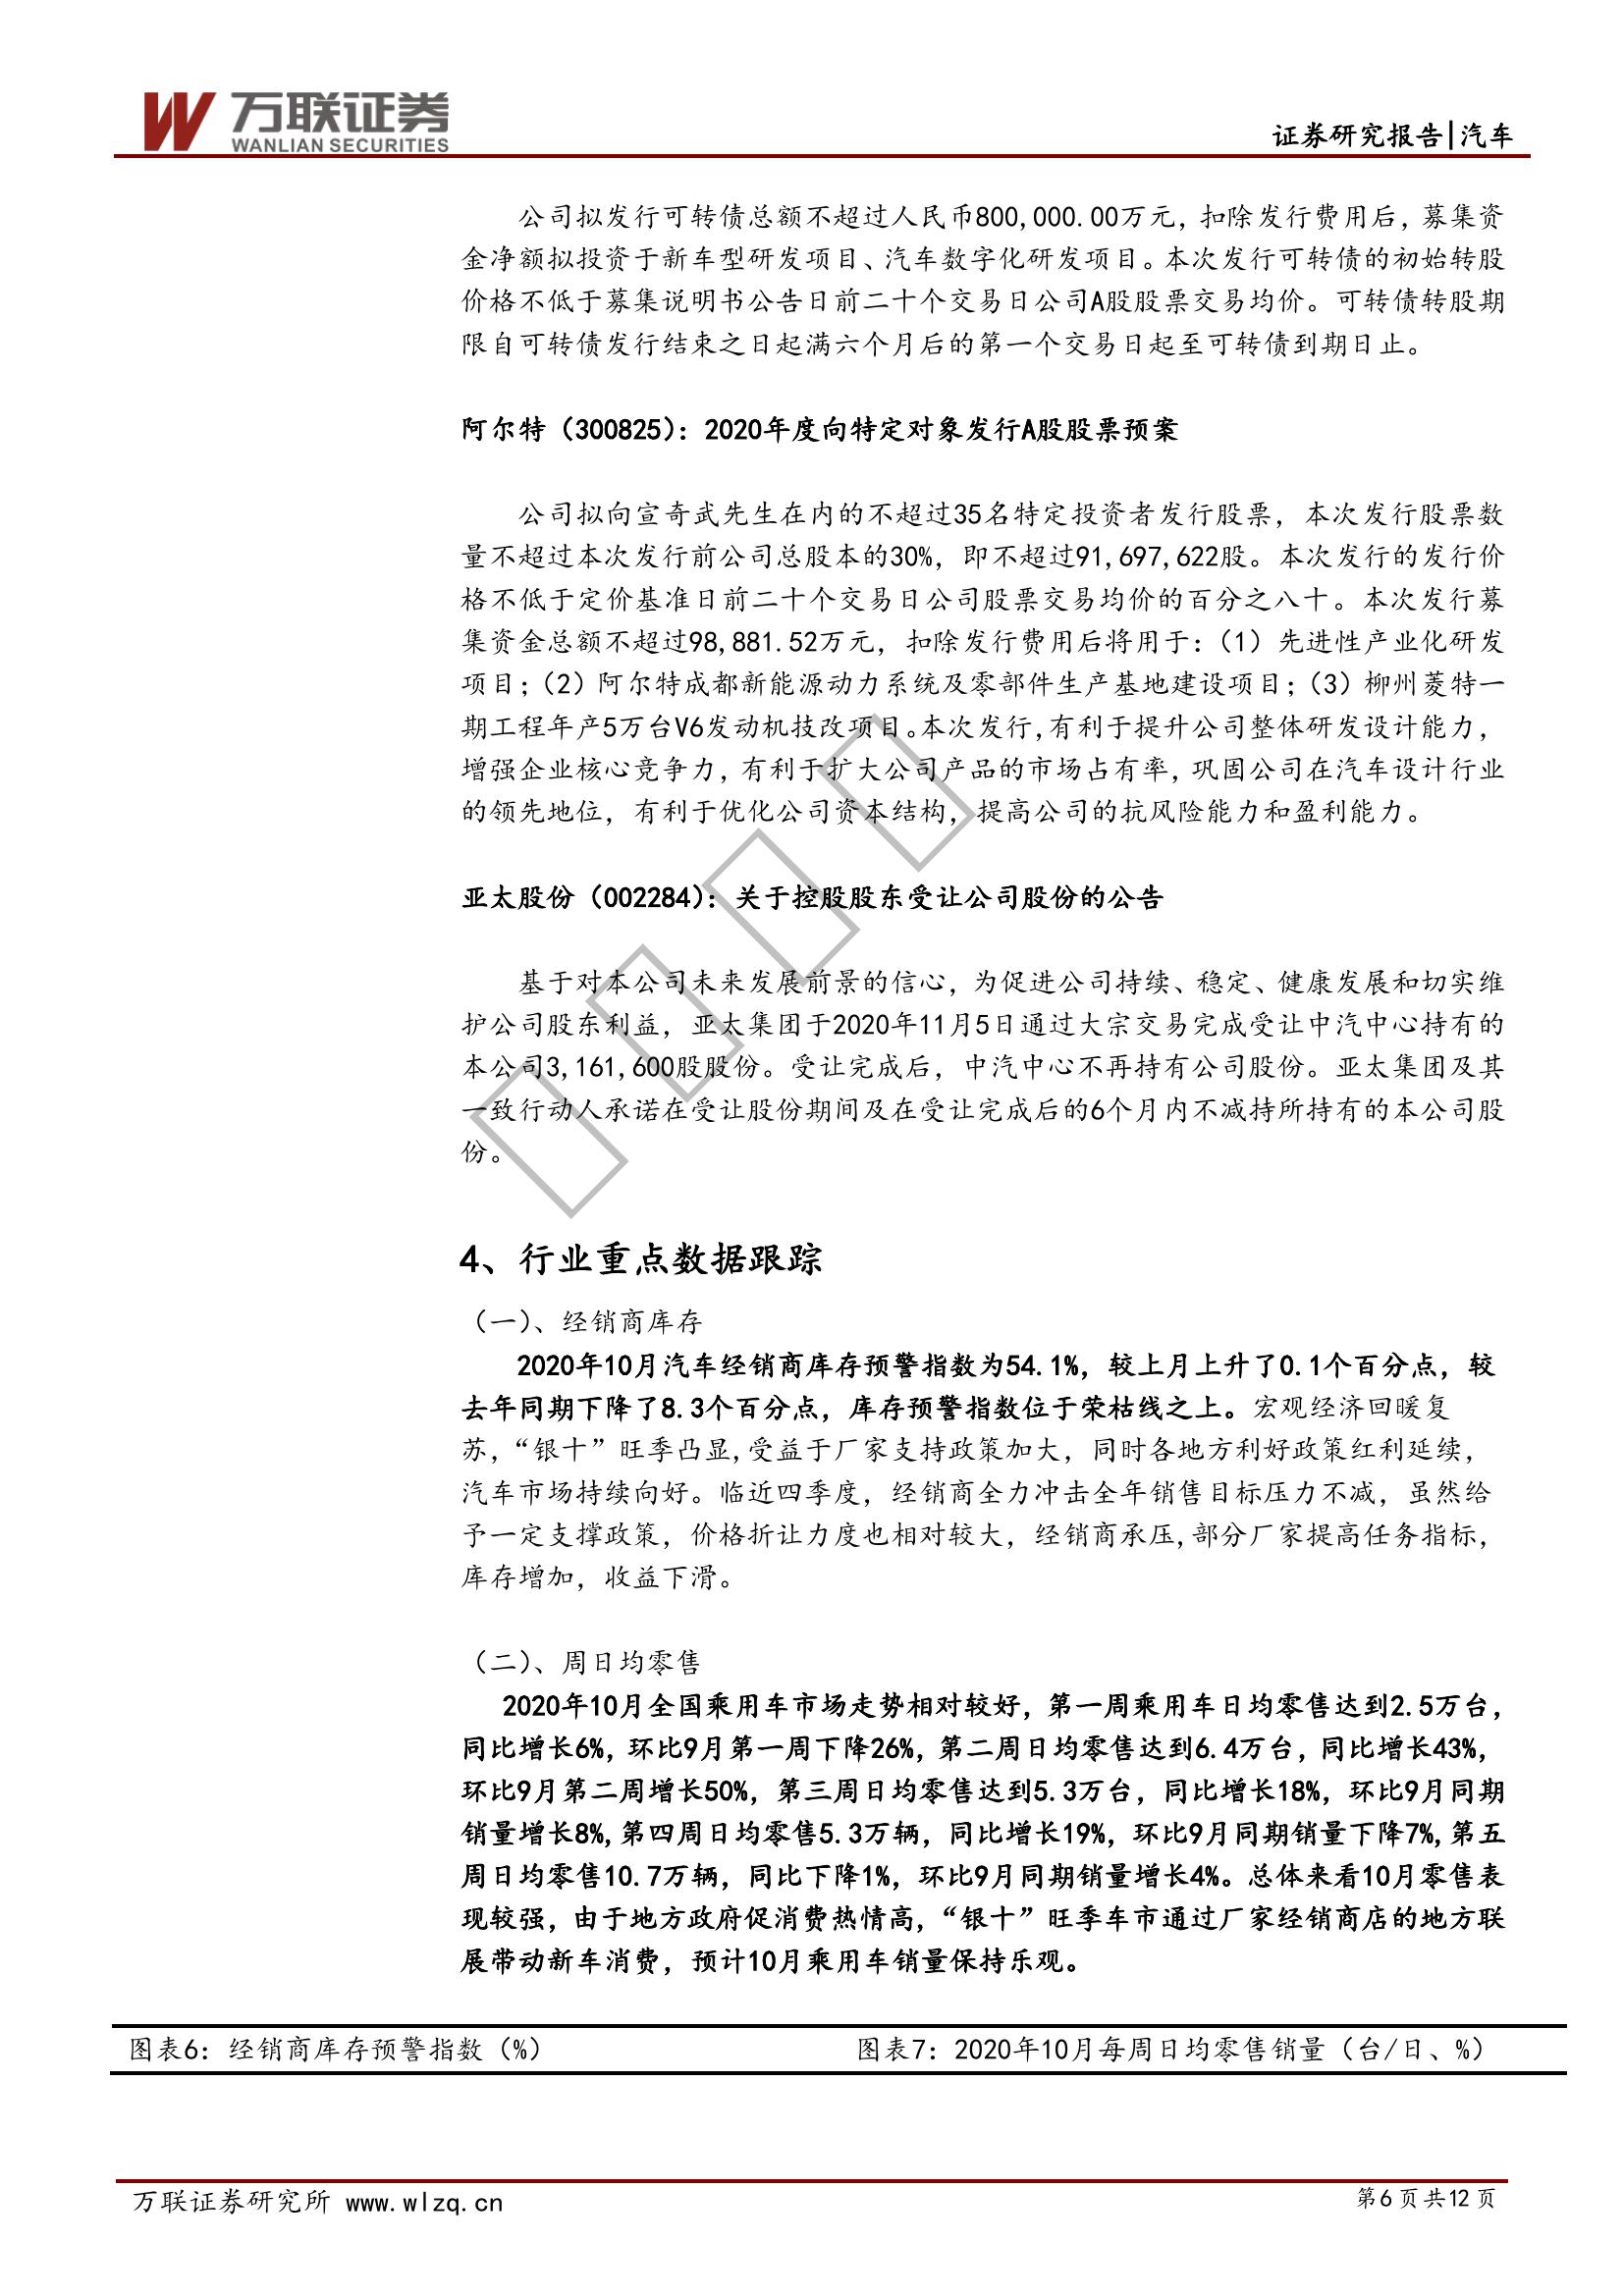 万联证券
WANLIAN SECURITIES
证券研究报告|汽车
公司拟发行可转债总额不超过人民币800,000.00万元，扣除发行费用后，募集资
金净额拟投资于新车型研发项目、汽车数字化研发项目。本次发行可转债的初始转股
价格不低于募集说明书公告日前二十个交易日公司A股股票交易均价。可转债转股期
限自可转债发行结束之日起满六个月后的第一个交易日起至可转债到期日止。
阿尔特（300825）：2020年度向特定对象发行A股股票预案
公司拟向宣奇武先生在内的不超过35名特定投资者发行股票，本次发行股票数
量不超过本次发行前公司总股本的30%，即不超过91,697,622股。本次发行的发行价
格不低于定价基准日前二十个交易日公司股票交易均价的百分之八十。本次发行募
集资金总额不超过98,881.52万元，扣除发行费用后将用于：（1）先进性产业化研发
项目；（2）阿尔特成都新能源动力系统及零部件生产基地建设项目；（3）柳州菱特一
期工程年产5万台V6发动机技改项目。本次发行，有利于提升公司整体研发设计能力，
增强企业核心竞争力，有利于扩大公司产品的市场占有率，巩固公司在汽车设计行业
的领先地位，有利于优化公司资本结构，提高公司的抗风险能力和盈利能力。
亚太股份（002284）：关于控股股东受让公司股份的公告
基于对本公司未来发展前景的信心，为促进公司持续、稳定、健康发展和切实维
护公司股东利益，亚太集团于2020年11月5日通过大宗交易完成受让中汽中心持有的
本公司3,161,600股股份。受让完成后，中汽中心不再持有公司股份。亚太集团及其
一致行动人承诺在受让股份期间及在受让完成后的6个月内不减持所持有的本公司股
份。
4、行业重点数据跟踪
（一）、经销商库存
2020年10月汽车经销商库存预警指数为54.1%，较上月上升了0.1个百分点，较
去年同期下降了8.3个百分点，库存预警指数位于荣枯线之上。宏观经济回暖复
苏，“银十”旺季凸显,受益于厂家支持政策加大，同时各地方利好政策红利延续，
汽车市场持续向好。临近四季度，经销商全力冲击全年销售目标压力不减，虽然给
予一定支撑政策，价格折让力度也相对较大，经销商承压,部分厂家提高任务指标，
库存增加，收益下滑。
（二）、周日均零售
2020年10月全国乘用车市场走势相对较好，第一周乘用车日均零售达到2.5万台，
同比增长6%，环比9月第一周下降26%，第二周日均零售达到6.4万台，同比增长43%，
环比9月第二周增长50%，第三周日均零售达到5.3万台，同比增长18%，环比9月同期
销量增长8%,第四周日均零售5.3万辆，同比增长19%，环比9月同期销量下降7%,第五
周日均零售10.7万辆，同比下降1%，环比9月同期销量增长4%。总体来看10月零售表
现较强，由于地方政府促消费热情高，“银十”旺季车市通过厂家经销商店的地方联
展带动新车消费，预计10月乘用车销量保持乐观。
图表6：经销商库存预警指数（%）
图表7：2020年10月每周日均零售销量（台/日、%）
万联证券研究所 www.wlzq.cn
第6页共12页